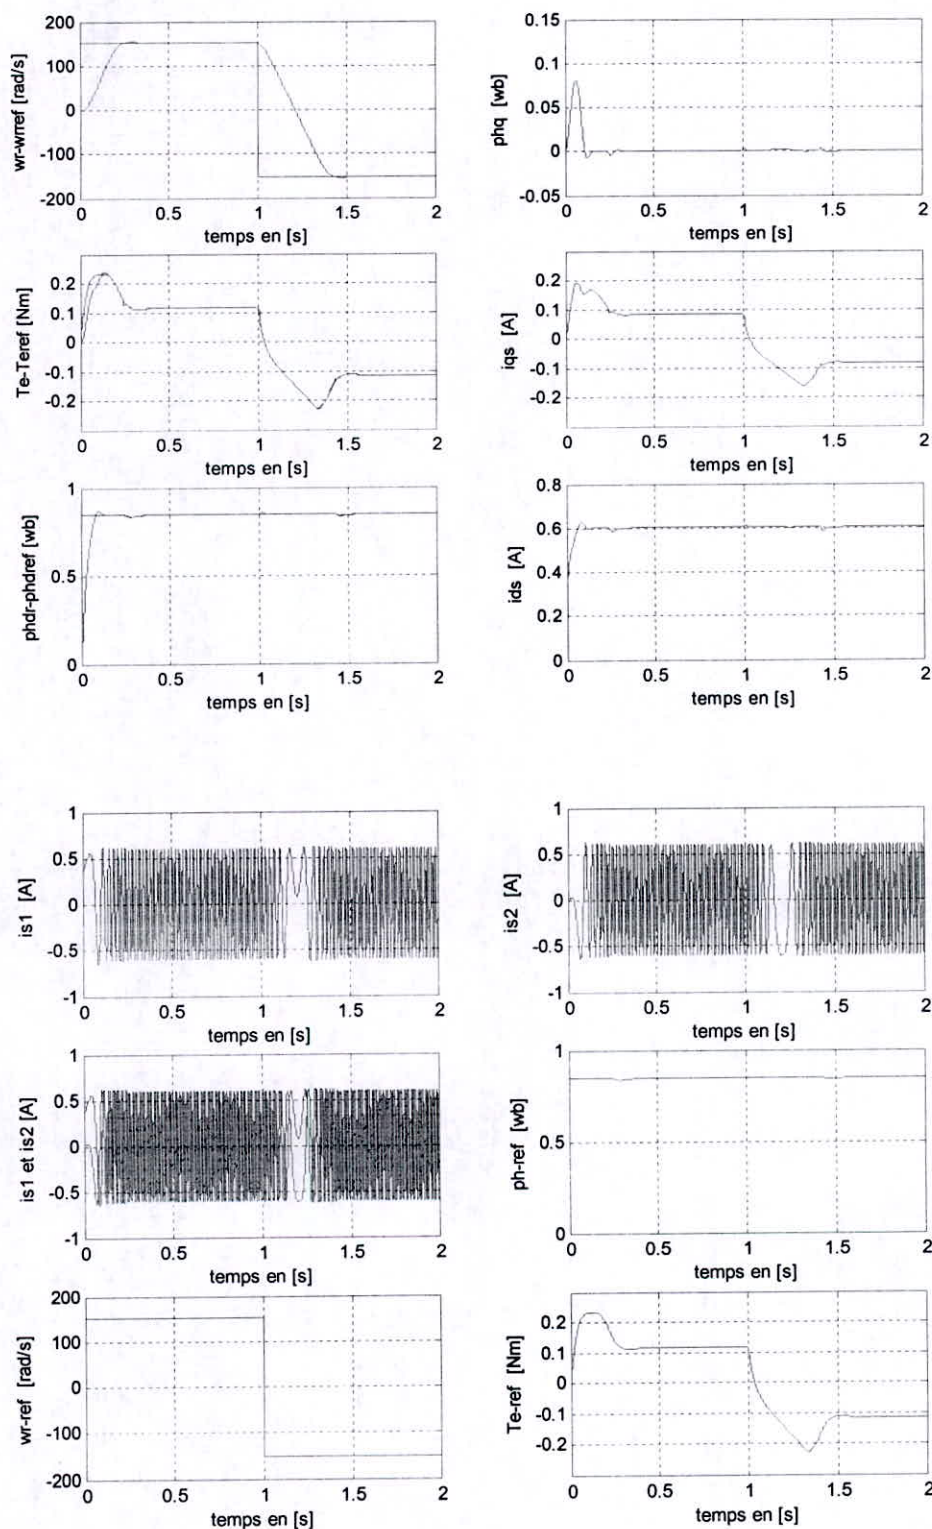 200
100
0
-100
-200
0 0.5 1 1.5 2
wr-wrref [rad/s]
temps en [s]
0.15
0.1
0.05
0
-0.05
0 0.5 1 1.5 2
phq [wb]
temps en [s]
0.2
0.1
0
-0.1
-0.2
0 0.5 1 1.5 2
Te-Teref [Nm]
temps en [s]
0.2
0.1
0
-0.1
-0.2
0 0.5 1 1.5 2
iqs [A]
temps en [s]
1
0.5
0
0 0.5 1 1.5 2
phdr-phdref [wb]
temps en [s]
0.8
0.6
0.4
0.2
0
0 0.5 1 1.5 2
ids [A]
temps en [s]
1
0.5
0
-0.5
-1
0 0.5 1 1.5 2
is1 [A]
temps en [s]
1
0.5
0
-0.5
-1
0 0.5 1 1.5 2
is2 [A]
temps en [s]
1
0.5
0
-0.5
-1
0 0.5 1 1.5 2
is1 et is2 [A]
temps en [s]
1
0.5
0
0 0.5 1 1.5 2
ph-ref [wb]
temps en [s]
200
100
0
-100
-200
0 0.5 1 1.5 2
wr-ref [rad/s]
temps en [s]
0.2
0.1
0
-0.1
-0.2
0 0.5 1 1.5 2
Te-ref [Nm]
temps en [s]